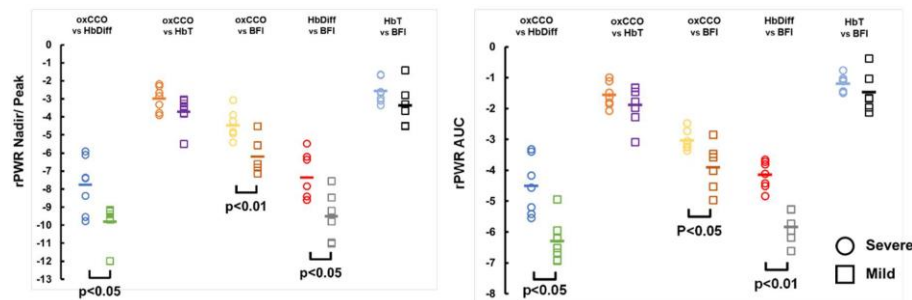 oxCCO
vs HbDiff
oxCCO
vs HbT
oxCCO
vs BFI
HbDiff
vs BFI
HbT
vs BFI
rPWR Nadir/ Peak
0
-1
-2
-3
-4
-5
-6
-7
-8
-9
-10
-11
-12
-13
p<0.05
p<0.01
p<0.05
oxCCO
vs HbDiff
oxCCO
vs HbT
oxCCO
vs BFI
HbDiff
vs BFI
HbT
vs BFI
rPWR AUC
0
-1
-2
-3
-4
-5
-6
-7
-8
p<0.05
P<0.05
p<0.01
Severe
Mild